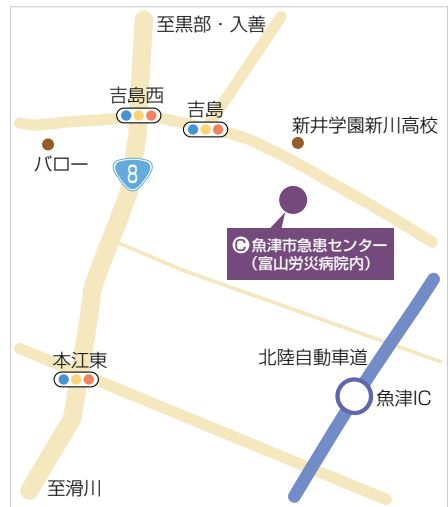 至黒部・入善
吉島西
吉島
新井学園新川高校
バロー
8
C 魚津市急患センター
(富山労災病院内)
北陸自動車道
本江東
魚津IC
至滑川